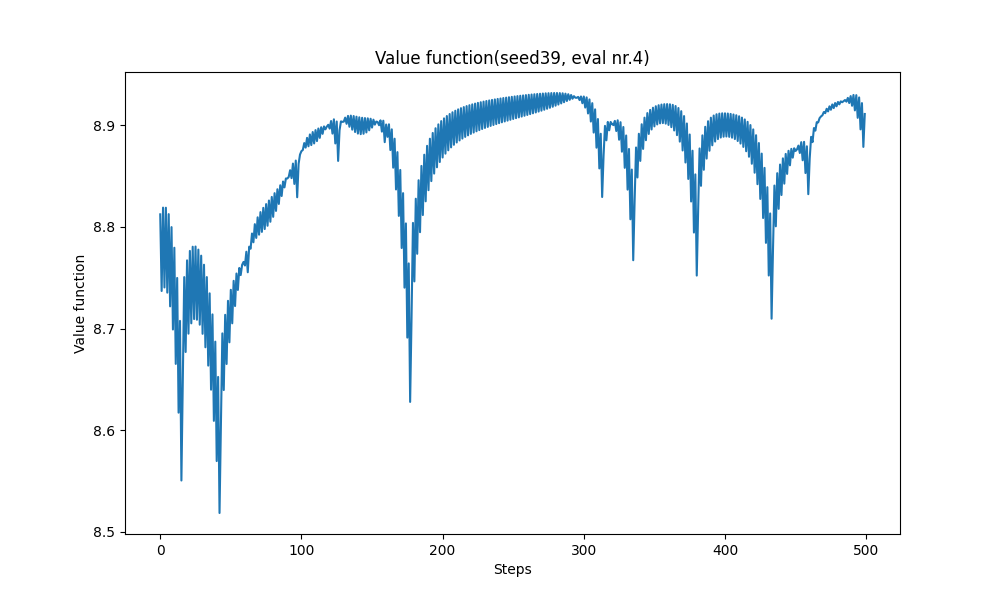 Value function(seed39, eval nr.4)
Value function
8.9
8.8
8.7
8.6
8.5
0 100 200 300 400 500
Steps